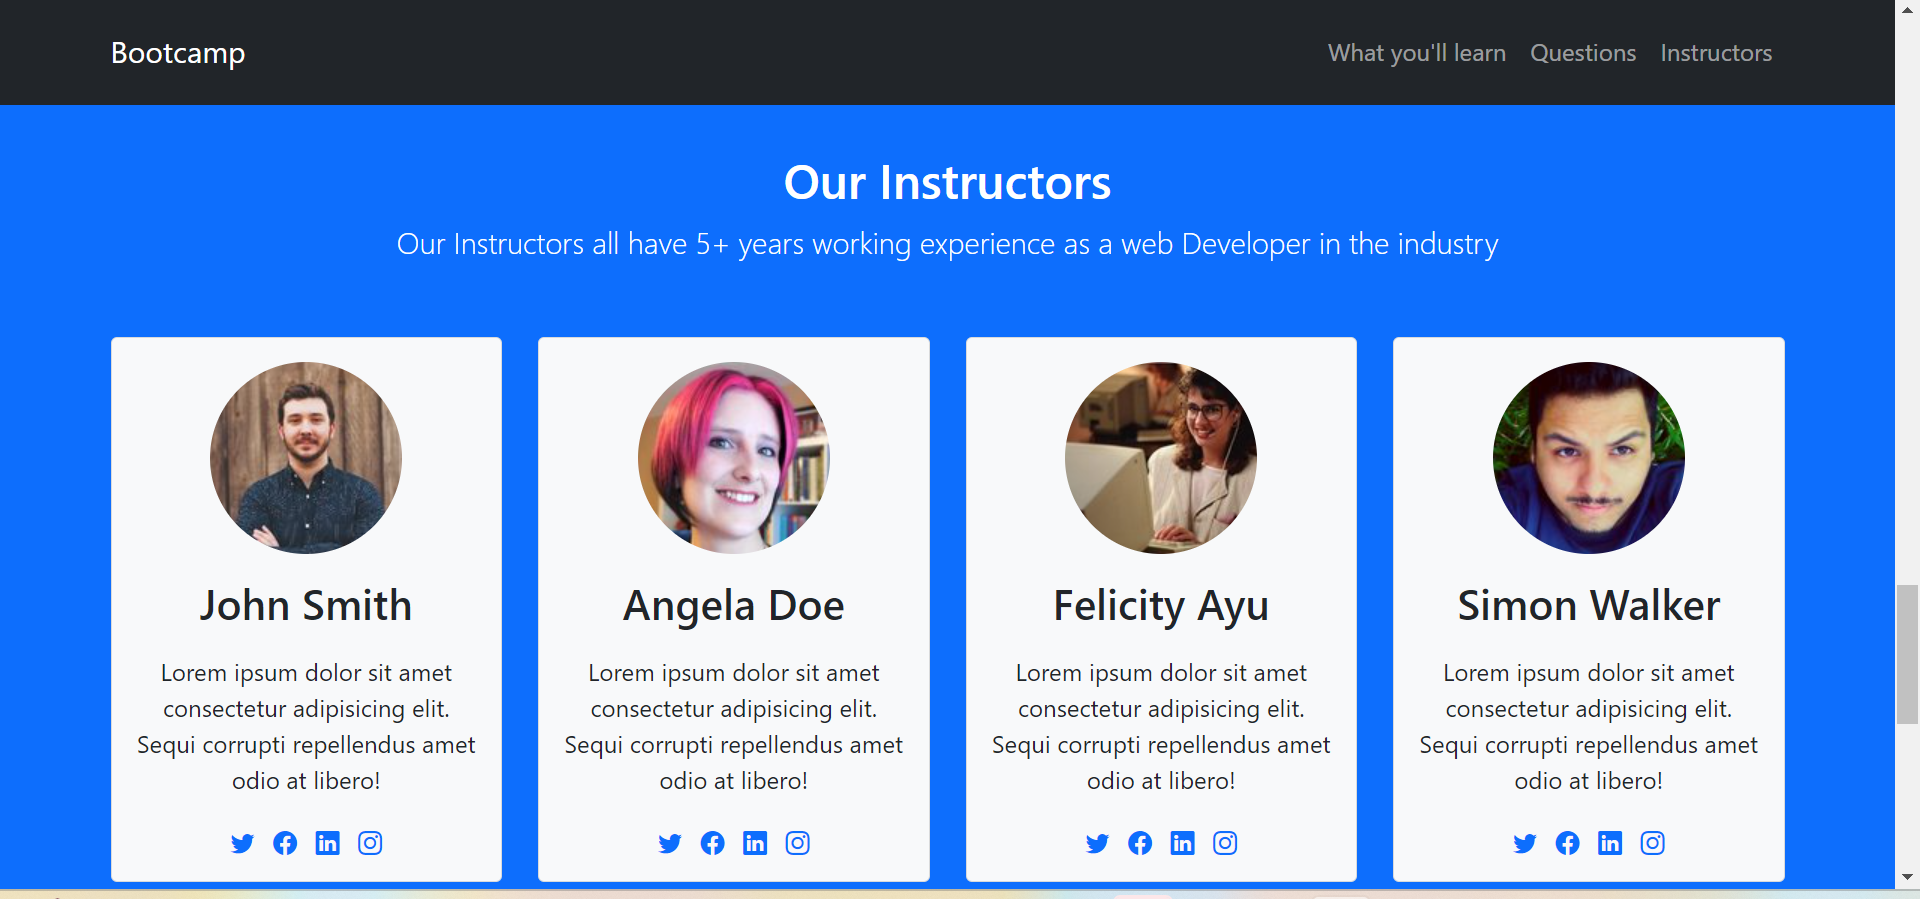 Bootcamp
What you'll learn Questions Instructors
Our Instructors
Our Instructors all have 5+ years working experience as a web Developer in the industry
John Smith
Lorem ipsum dolor sit amet
consectetur adipisicing elit.
Sequi corrupti repellendus amet
odio at libero!
Angela Doe
Lorem ipsum dolor sit amet
consectetur adipisicing elit.
Sequi corrupti repellendus amet
odio at libero!
Felicity Ayu
Lorem ipsum dolor sit amet
consectetur adipisicing elit.
Sequi corrupti repellendus amet
odio at libero!
Simon Walker
Lorem ipsum dolor sit amet
consectetur adipisicing elit.
Sequi corrupti repellendus amet
odio at libero!